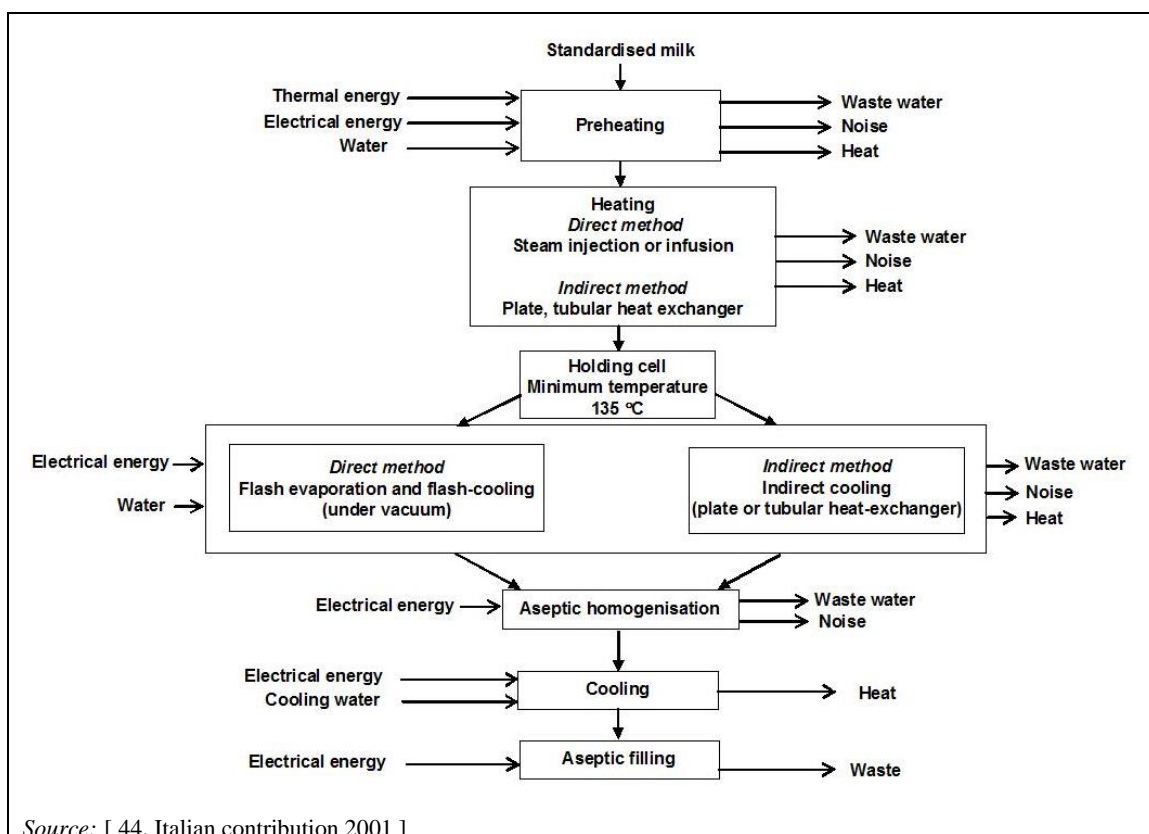 Standardised milk
Thermal energy
Electrical energy
Water
Preheating
Waste water
Noise
Heat
Heating
Direct method
Steam injection or infusion
Indirect method
Plate, tubular heat exchanger
Waste water
Noise
Heat
Holding cell
Minimum temperature
135 °C
Electrical energy
Water
Direct method
Flash evaporation and flash-cooling
(under vacuum)
Indirect method
Indirect cooling
(plate or tubular heat-exchanger)
Waste water
Noise
Heat
Electrical energy
Aseptic homogenisation
Waste water
Noise
Electrical energy
Cooling water
Cooling
Heat
Electrical energy
Aseptic filling
Waste
Source: [ 44, Italian contribution 2001 ]